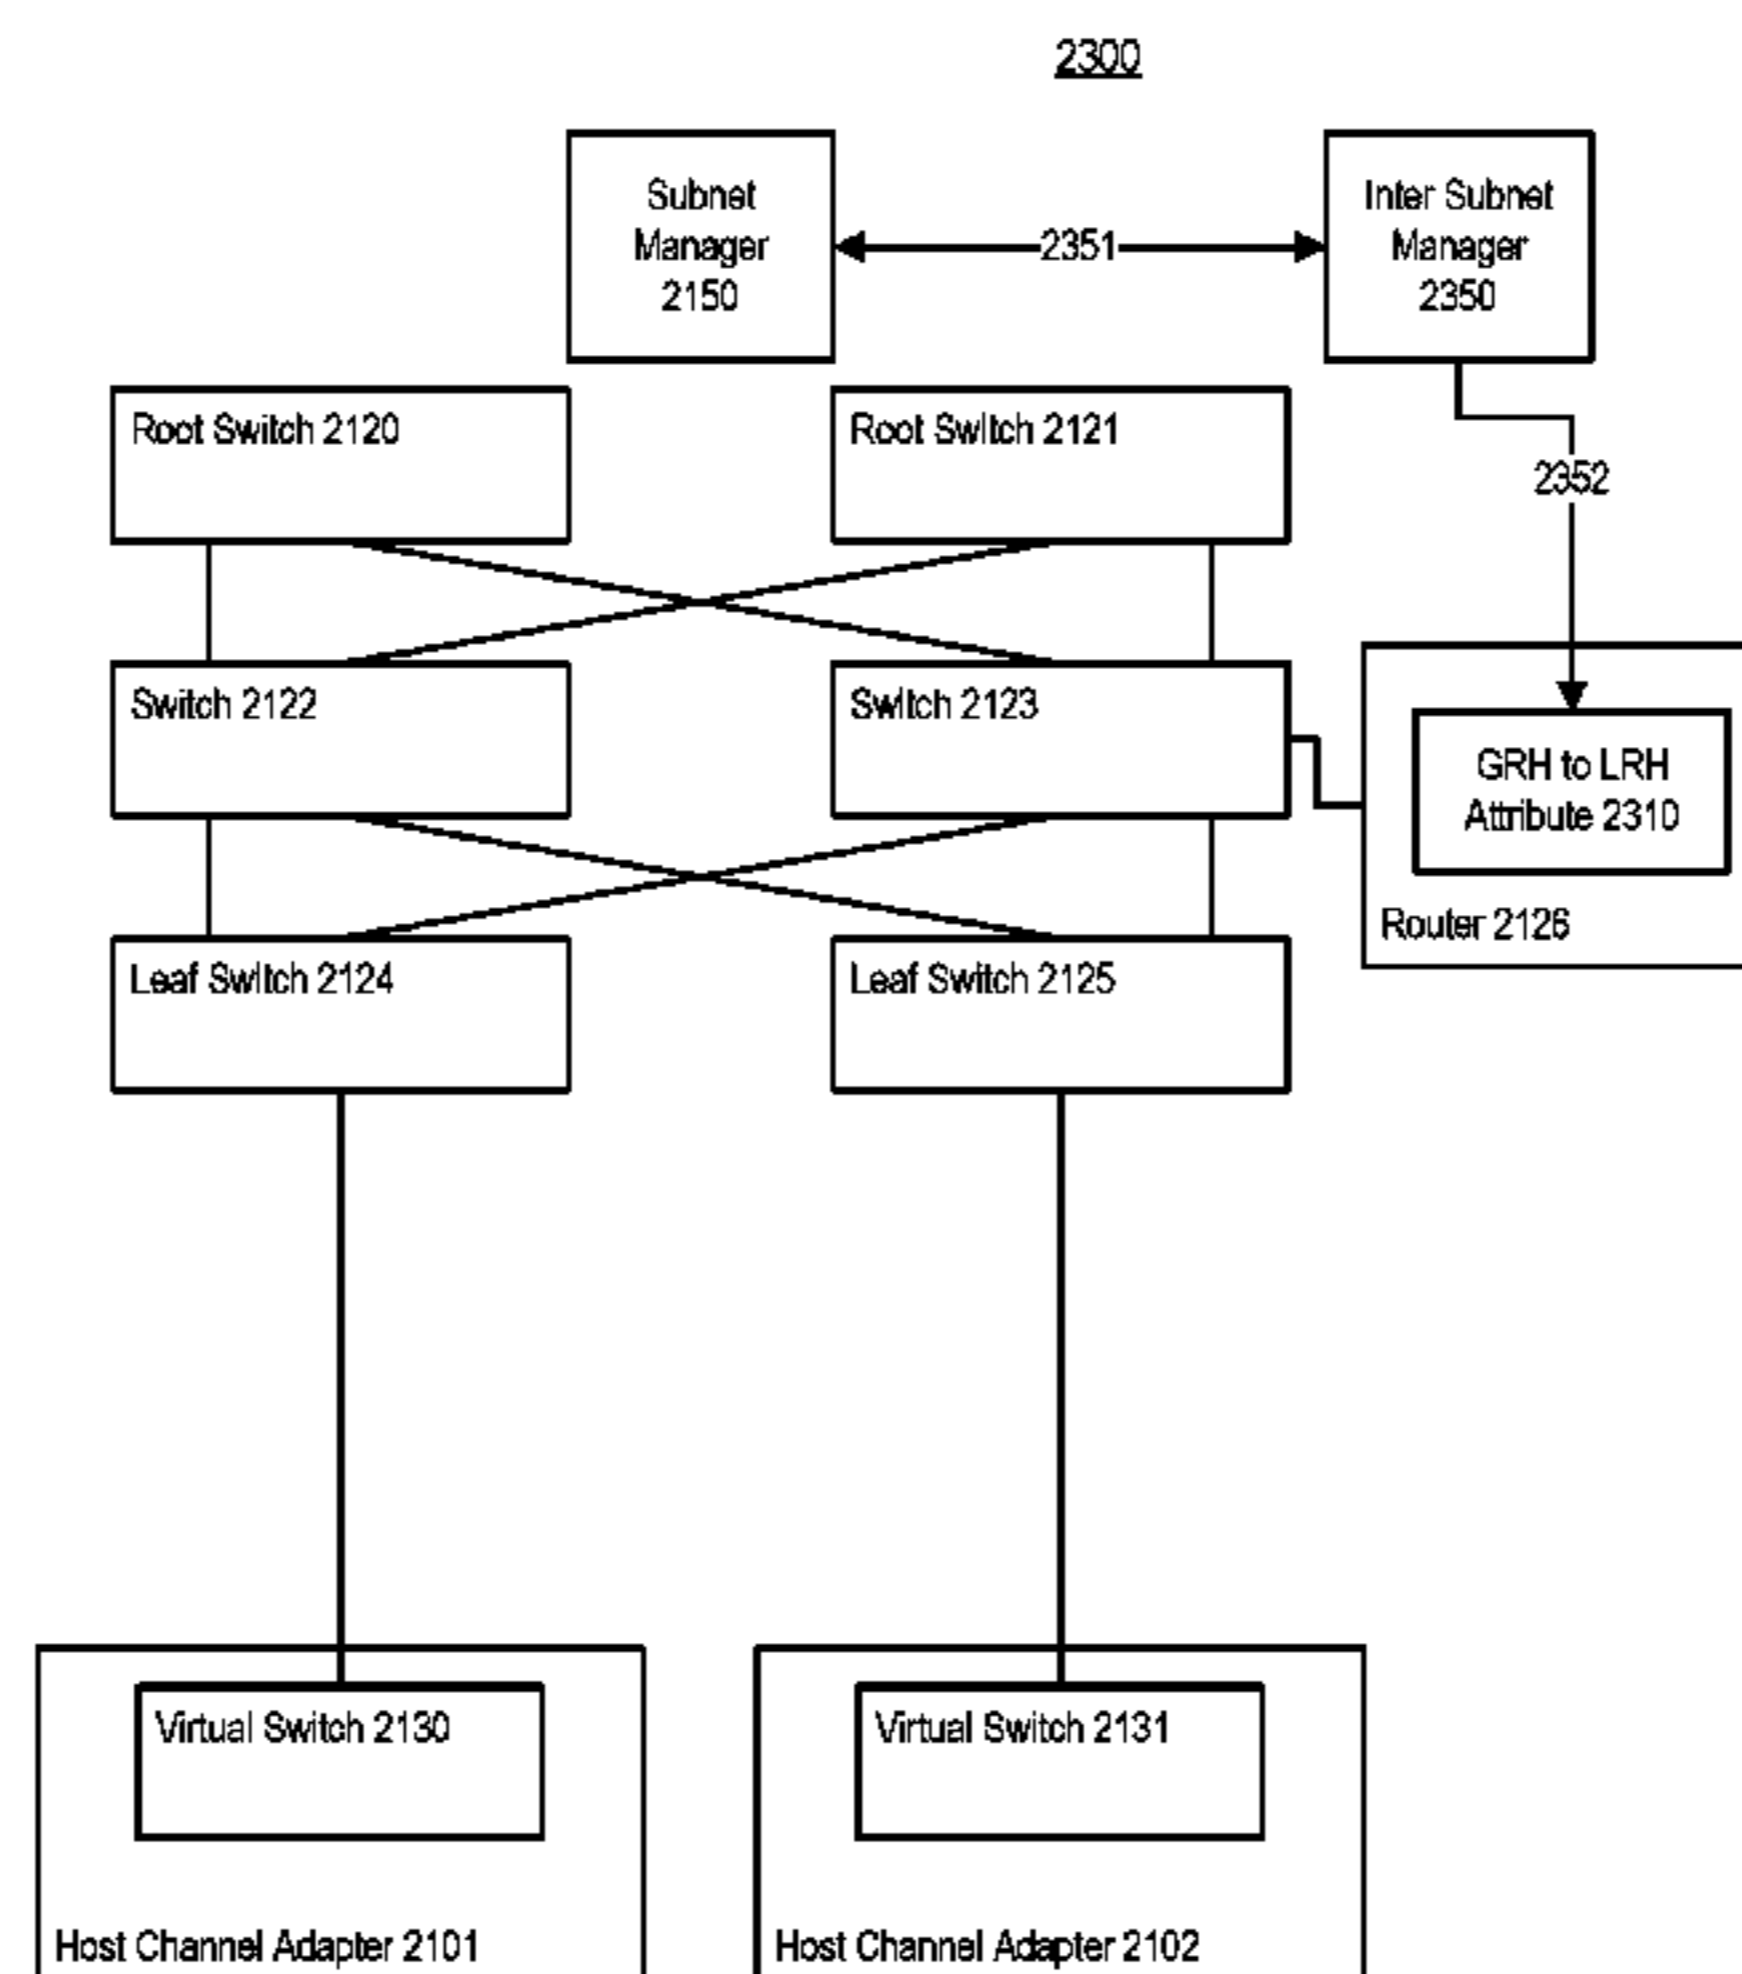 2300
Subnet
Manager
2150
2351
Inter Subnet
Manager
2350
Root Switch 2120
Root Switch 2121
2352
Switch 2122
Switch 2123
GRH to LRH
Attribute 2310
Router 2126
Leaf Switch 2124
Leaf Switch 2125
Virtual Switch 2130
Virtual Switch 2131
Host Channel Adapter 2101
Host Channel Adapter 2102